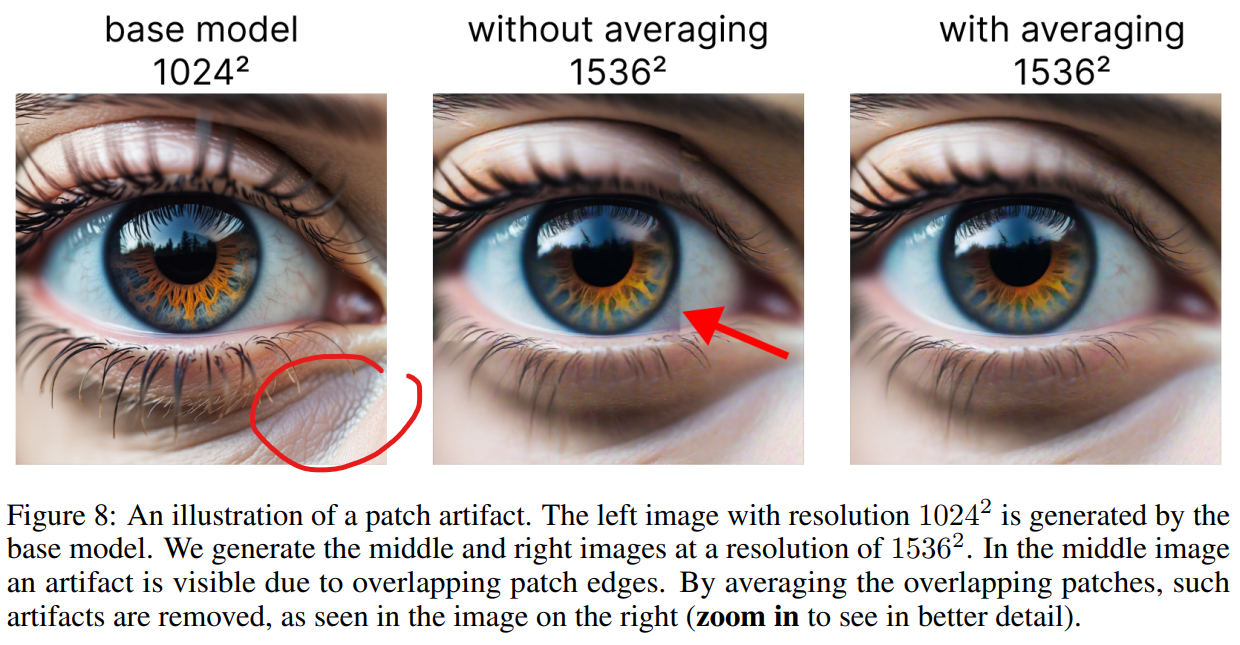 base model
1024²
without averaging
1536²
with averaging
1536²
Figure 8: An illustration of a patch artifact. The left image with resolution 1024² is generated by the
base model. We generate the middle and right images at a resolution of 1536². In the middle image
an artifact is visible due to overlapping patch edges. By averaging the overlapping patches, such
artifacts are removed, as seen in the image on the right (zoom in to see in better detail).